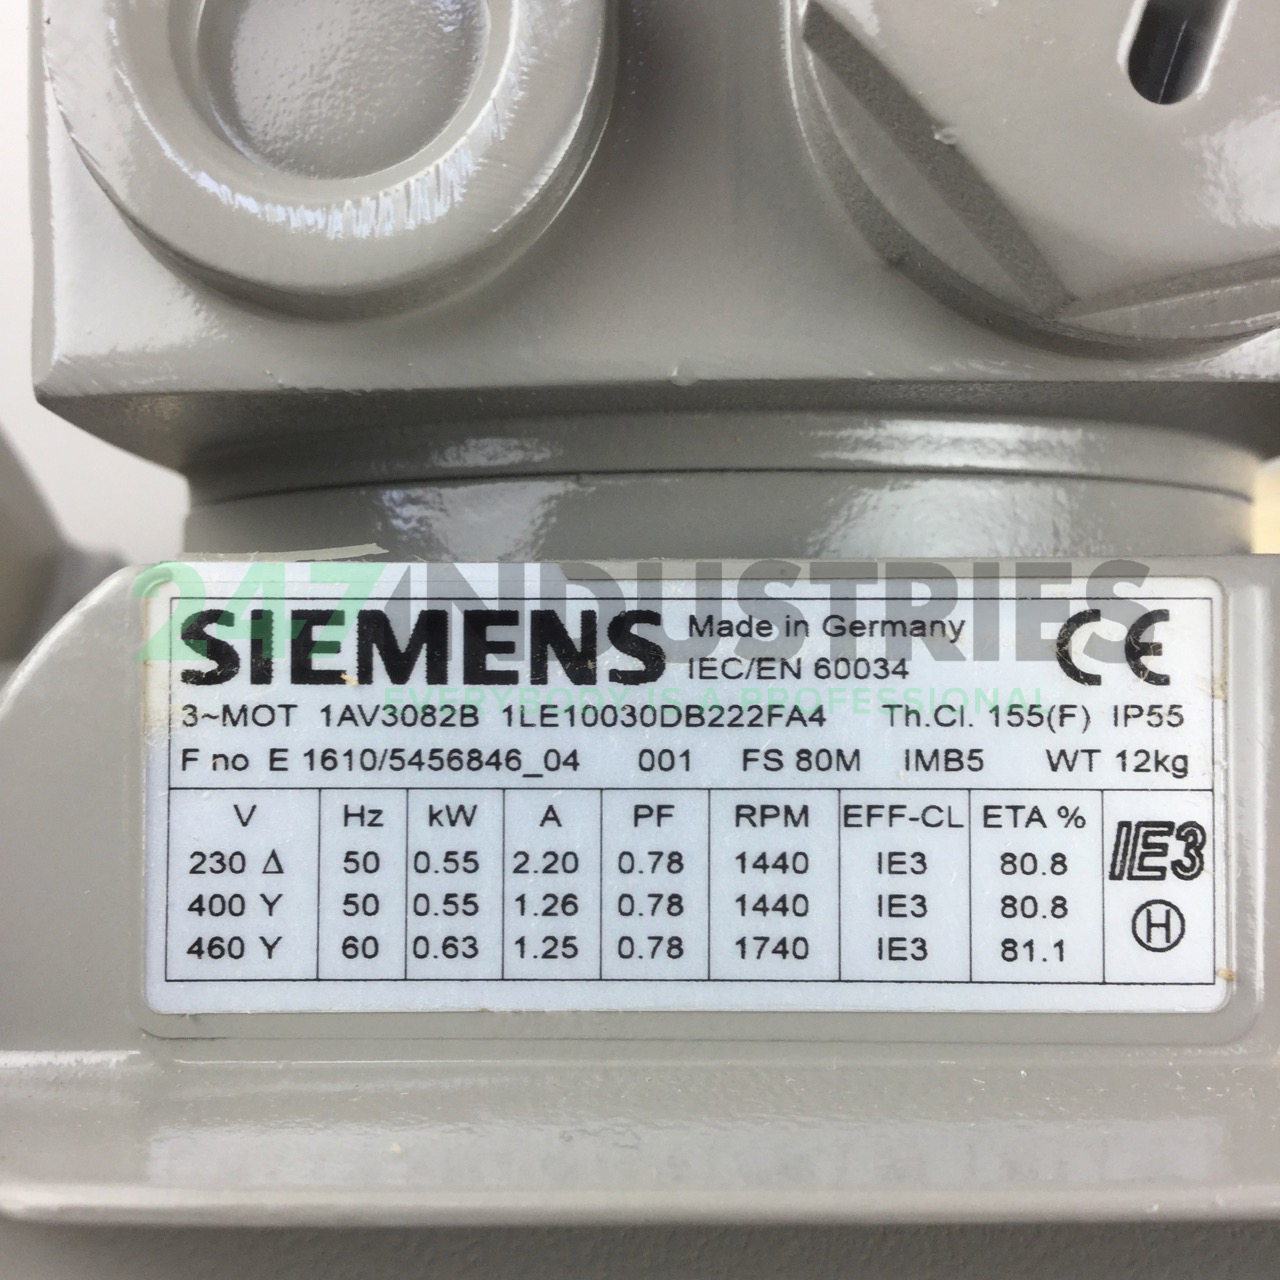 247 INDUSTRIES
EVERYBODY IS A PROFESSIONAL
SIEMENS Made in Germany CE
IEC/EN 60034
3~MOT 1AV3082B 1LE10030DB222FA4 Th.Cl. 155(F) IP55
F no E 1610/5456846_04 001 FS 80M IMB5 WT 12kg
V Hz kW A PF RPM EFF-CL ETA %
230 Δ 50 0.55 2.20 0.78 1440 IE3 80.8
400 Y 50 0.55 1.26 0.78 1440 IE3 80.8
460 Y 60 0.63 1.25 0.78 1740 IE3 81.1
IE3
H